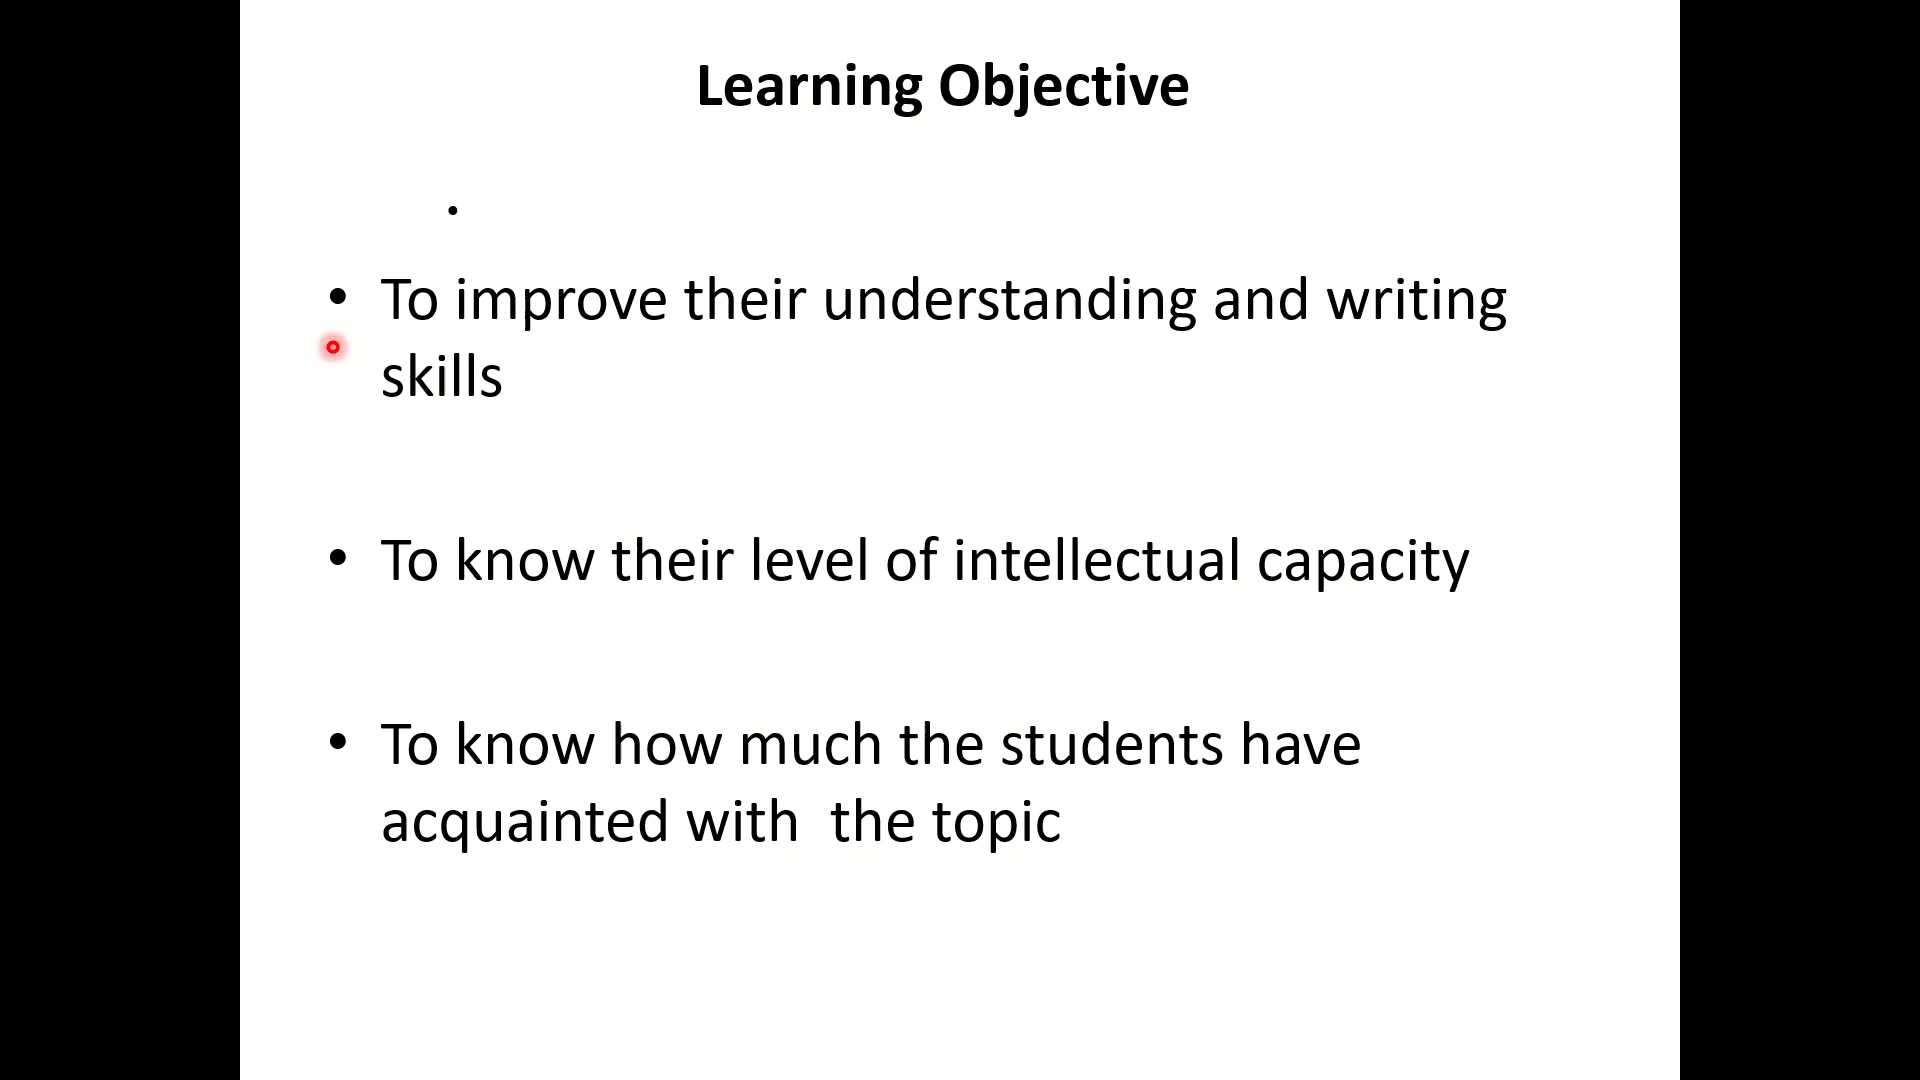 Learning Objective
.
• To improve their understanding and writing
skills
• To know their level of intellectual capacity
• To know how much the students have
acquainted with  the topic